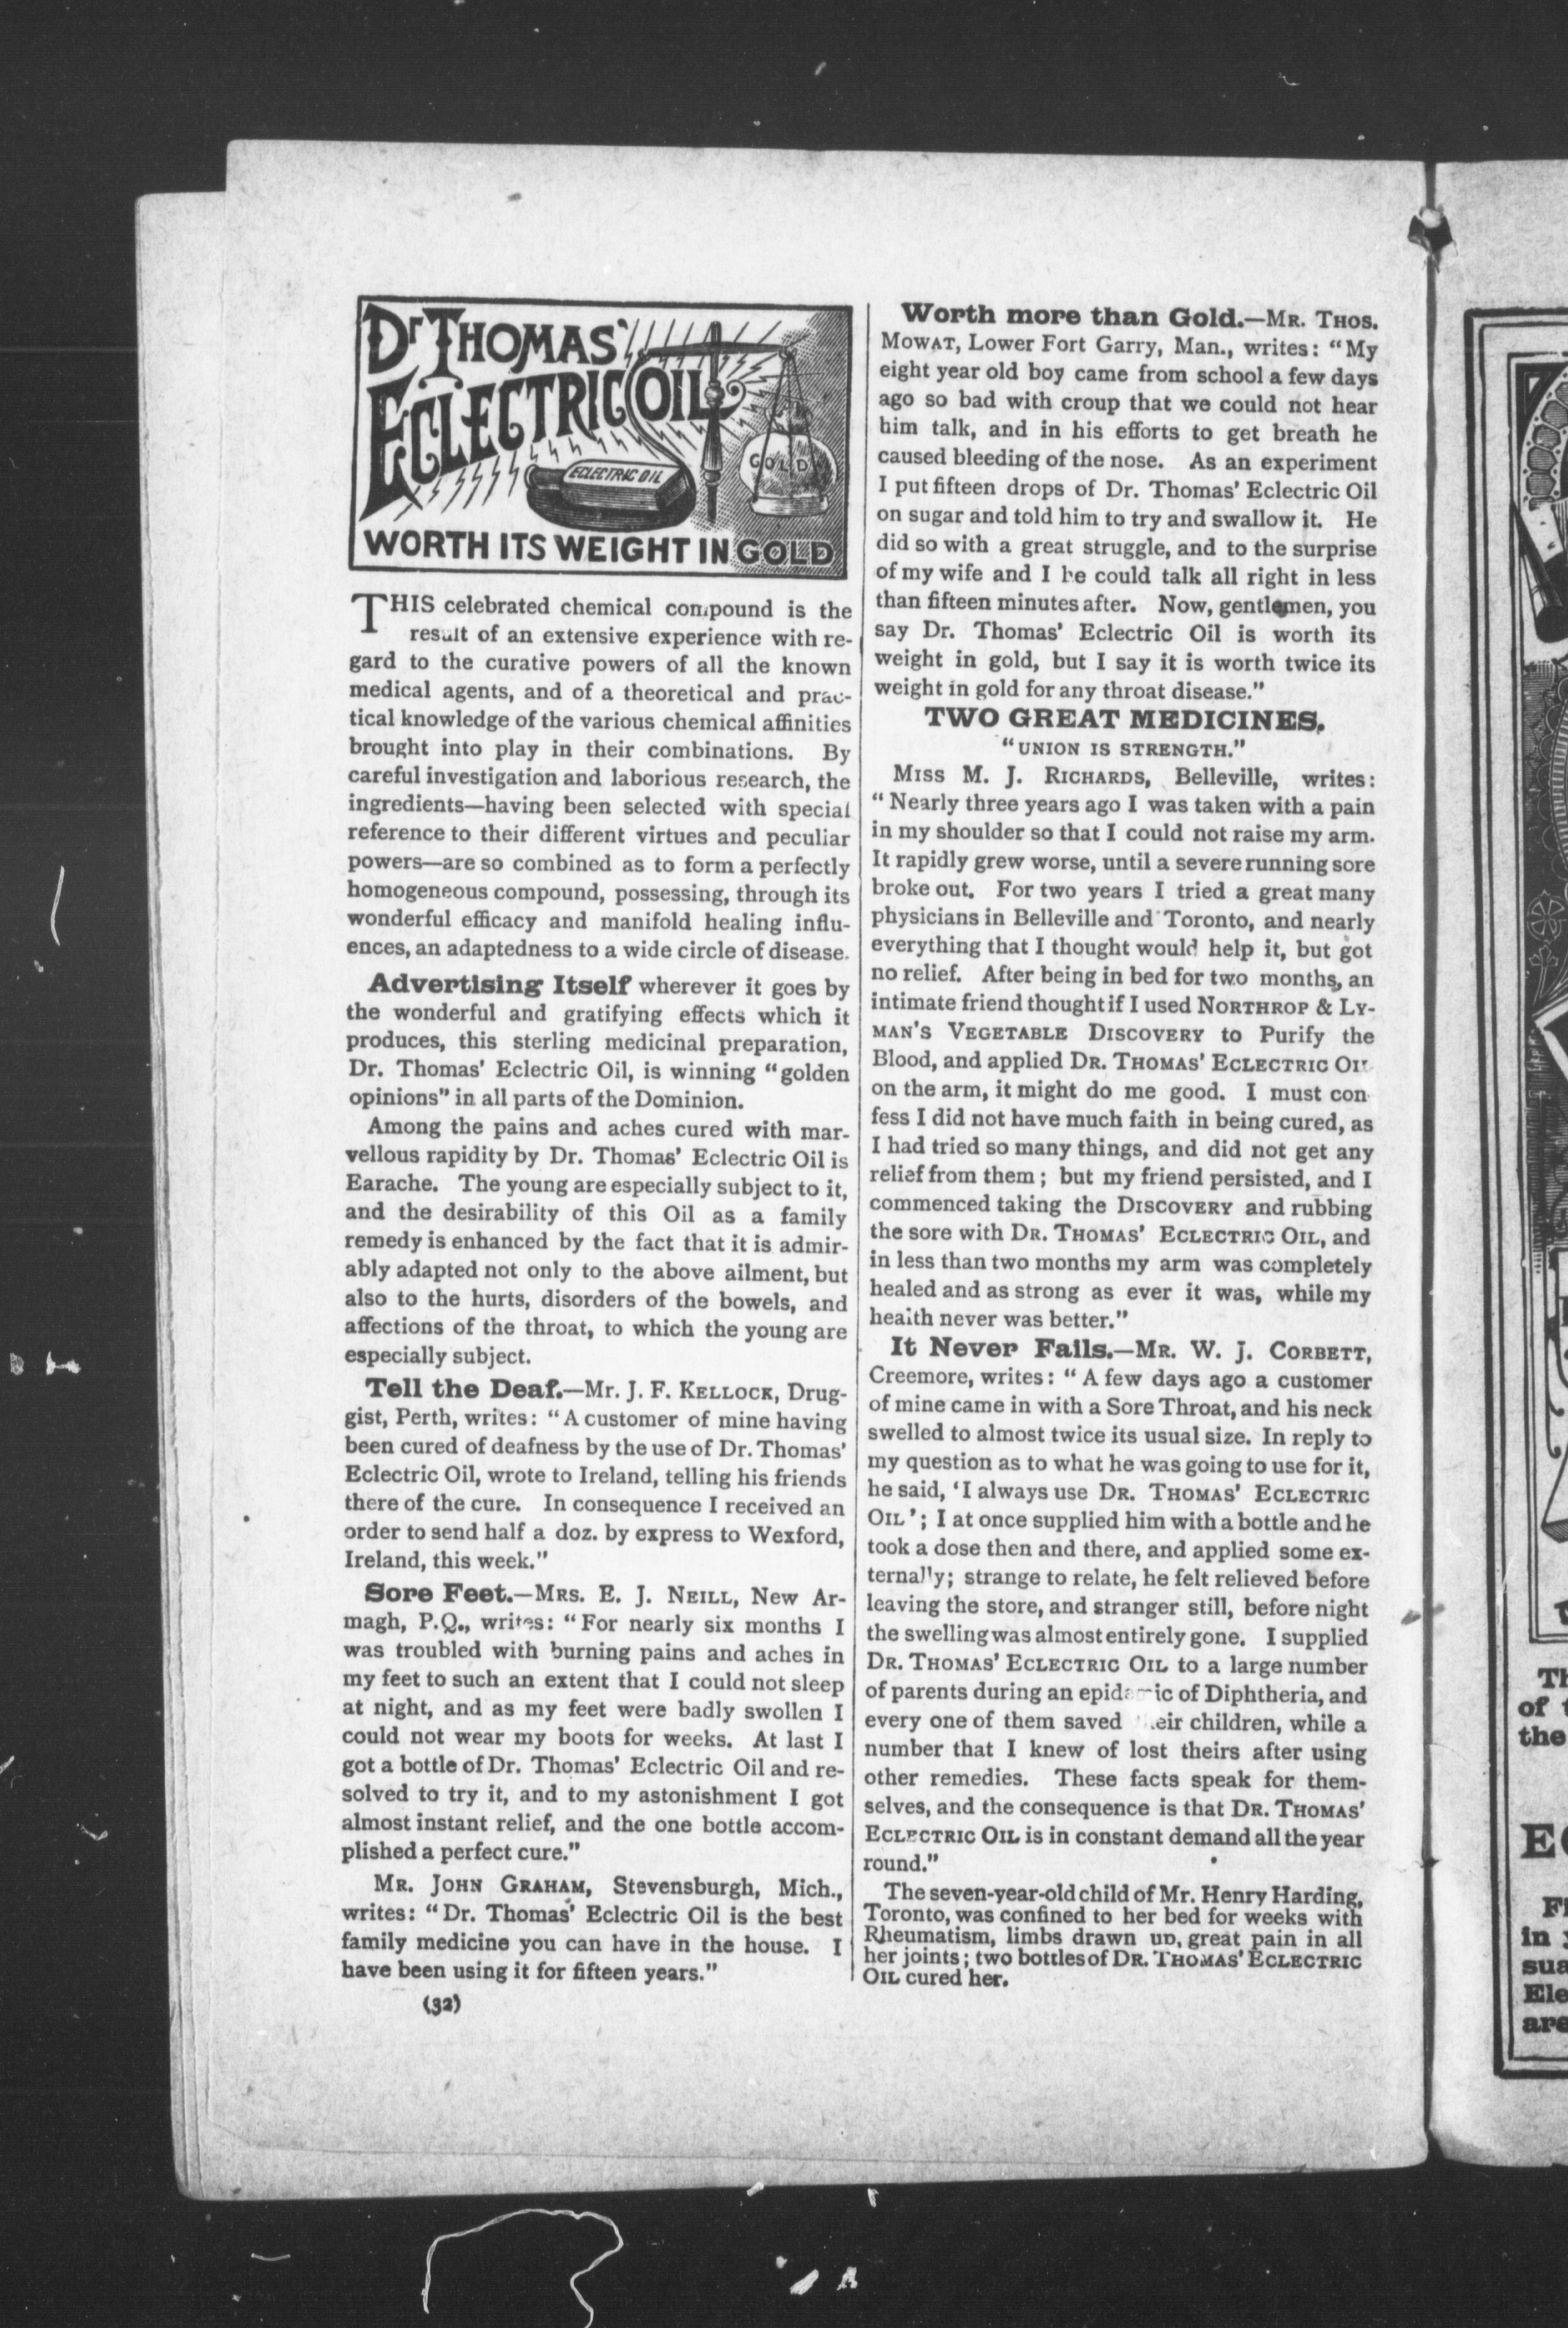 Dr THOMAS'
ECLECTRIC OIL
ECLECTRIC OIL
GOLD
WORTH ITS WEIGHT IN GOLD
THIS celebrated chemical compound is the
result of an extensive experience with re-
gard to the curative powers of all the known
medical agents, and of a theoretical and prac-
tical knowledge of the various chemical affinities
brought into play in their combinations. By
careful investigation and laborious research, the
ingredients—having been selected with special
reference to their different virtues and peculiar
powers—are so combined as to form a perfectly
homogeneous compound, possessing, through its
wonderful efficacy and manifold healing influ-
ences, an adaptedness to a wide circle of disease.
Advertising Itself wherever it goes by
the wonderful and gratifying effects which it
produces, this sterling medicinal preparation,
Dr. Thomas' Eclectric Oil, is winning "golden
opinions" in all parts of the Dominion.
Among the pains and aches cured with mar-
vellous rapidity by Dr. Thomas' Eclectric Oil is
Earache. The young are especially subject to it,
and the desirability of this Oil as a family
remedy is enhanced by the fact that it is admir-
ably adapted not only to the above ailment, but
also to the hurts, disorders of the bowels, and
affections of the throat, to which the young are
especially subject.
Tell the Deaf.—Mr. J. F. KELLOCK, Drug-
gist, Perth, writes: "A customer of mine having
been cured of deafness by the use of Dr. Thomas'
Eclectric Oil, wrote to Ireland, telling his friends
there of the cure. In consequence I received an
order to send half a doz. by express to Wexford,
Ireland, this week."
Sore Feet.—MRS. E. J. NEILL, New Ar-
magh, P.Q., writes: "For nearly six months I
was troubled with burning pains and aches in
my feet to such an extent that I could not sleep
at night, and as my feet were badly swollen I
could not wear my boots for weeks. At last I
got a bottle of Dr. Thomas' Eclectric Oil and re-
solved to try it, and to my astonishment I got
almost instant relief, and the one bottle accom-
plished a perfect cure."
MR. JOHN GRAHAM, Stevensburgh, Mich.,
writes: "Dr. Thomas' Eclectric Oil is the best
family medicine you can have in the house. I
have been using it for fifteen years."
(32)
Worth more than Gold.—MR. THOS.
MOWAT, Lower Fort Garry, Man., writes: "My
eight year old boy came from school a few days
ago so bad with croup that we could not hear
him talk, and in his efforts to get breath he
caused bleeding of the nose. As an experiment
I put fifteen drops of Dr. Thomas' Eclectric Oil
on sugar and told him to try and swallow it. He
did so with a great struggle, and to the surprise
of my wife and I he could talk all right in less
than fifteen minutes after. Now, gentlemen, you
say Dr. Thomas' Eclectric Oil is worth its
weight in gold, but I say it is worth twice its
weight in gold for any throat disease."
TWO GREAT MEDICINES.
"UNION IS STRENGTH."
MISS M. J. RICHARDS, Belleville, writes:
"Nearly three years ago I was taken with a pain
in my shoulder so that I could not raise my arm.
It rapidly grew worse, until a severe running sore
broke out. For two years I tried a great many
physicians in Belleville and Toronto, and nearly
everything that I thought would help it, but got
no relief. After being in bed for two months, an
intimate friend thought if I used NORTHROP & LY-
MAN'S VEGETABLE DISCOVERY to Purify the
Blood, and applied DR. THOMAS' ECLECTRIC OIL
on the arm, it might do me good. I must con
fess I did not have much faith in being cured, as
I had tried so many things, and did not get any
relief from them; but my friend persisted, and I
commenced taking the DISCOVERY and rubbing
the sore with DR. THOMAS' ECLECTRIC OIL, and
in less than two months my arm was completely
healed and as strong as ever it was, while my
health never was better."
It Never Fails.—MR. W. J. CORBETT,
Creemore, writes: "A few days ago a customer
of mine came in with a Sore Throat, and his neck
swelled to almost twice its usual size. In reply to
my question as to what he was going to use for it,
he said, 'I always use DR. THOMAS' ECLECTRIC
OIL'; I at once supplied him with a bottle and he
took a dose then and there, and applied some ex-
ternally; strange to relate, he felt relieved before
leaving the store, and stranger still, before night
the swelling was almost entirely gone. I supplied
DR. THOMAS' ECLECTRIC OIL to a large number
of parents during an epidemic of Diphtheria, and
every one of them saved their children, while a
number that I knew of lost theirs after using
other remedies. These facts speak for them-
selves, and the consequence is that DR. THOMAS'
ECLECTRIC OIL is in constant demand all the year
round."
The seven-year-old child of Mr. Henry Harding,
Toronto, was confined to her bed for weeks with
Rheumatism, limbs drawn up, great pain in all
her joints; two bottles of DR. THOMAS' ECLECTRIC
OIL cured her.
of
the
in
are